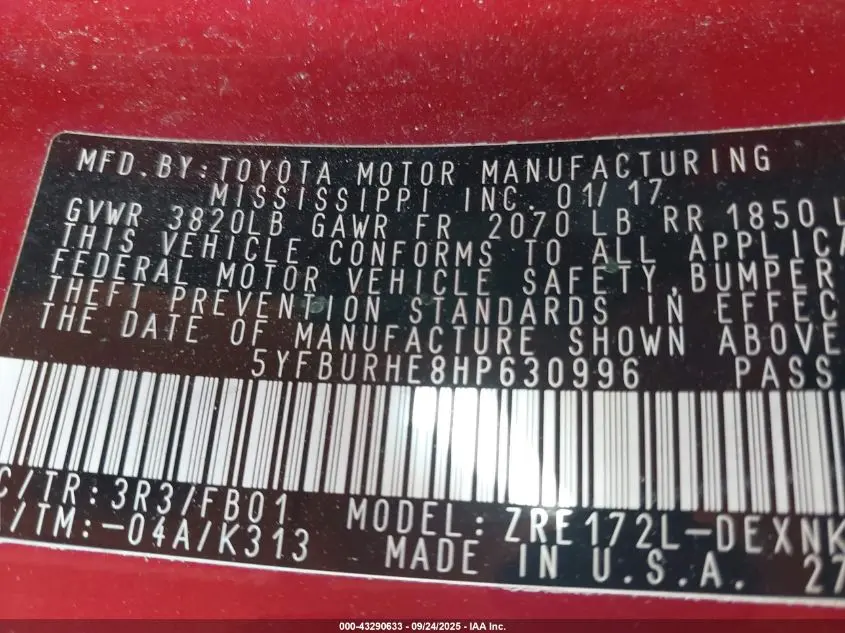 MFD.BY:TOYOTA MOTOR MANUFACTURING
MISSISSIPPI INC. 01/17
GVWR 3820LB GAWR FR 2070 LB RR 1850 L
THIS VEHICLE CONFORMS TO ALL APPLICA
FEDERAL MOTOR VEHICLE SAFETY,BUMPER
THEFT PREVENTION STANDARDS IN EFFEC
THE DATE OF MANUFACTURE SHOWN ABOVE
5YFBURHE8HP630996 PASS
C/TR:3R3/FB01 MODEL:ZRE172L-DEXNK
/TM:-04A/K313 MADE IN U.S.A. 27
000-43290633 - 09/24/2025 - IAA Inc.